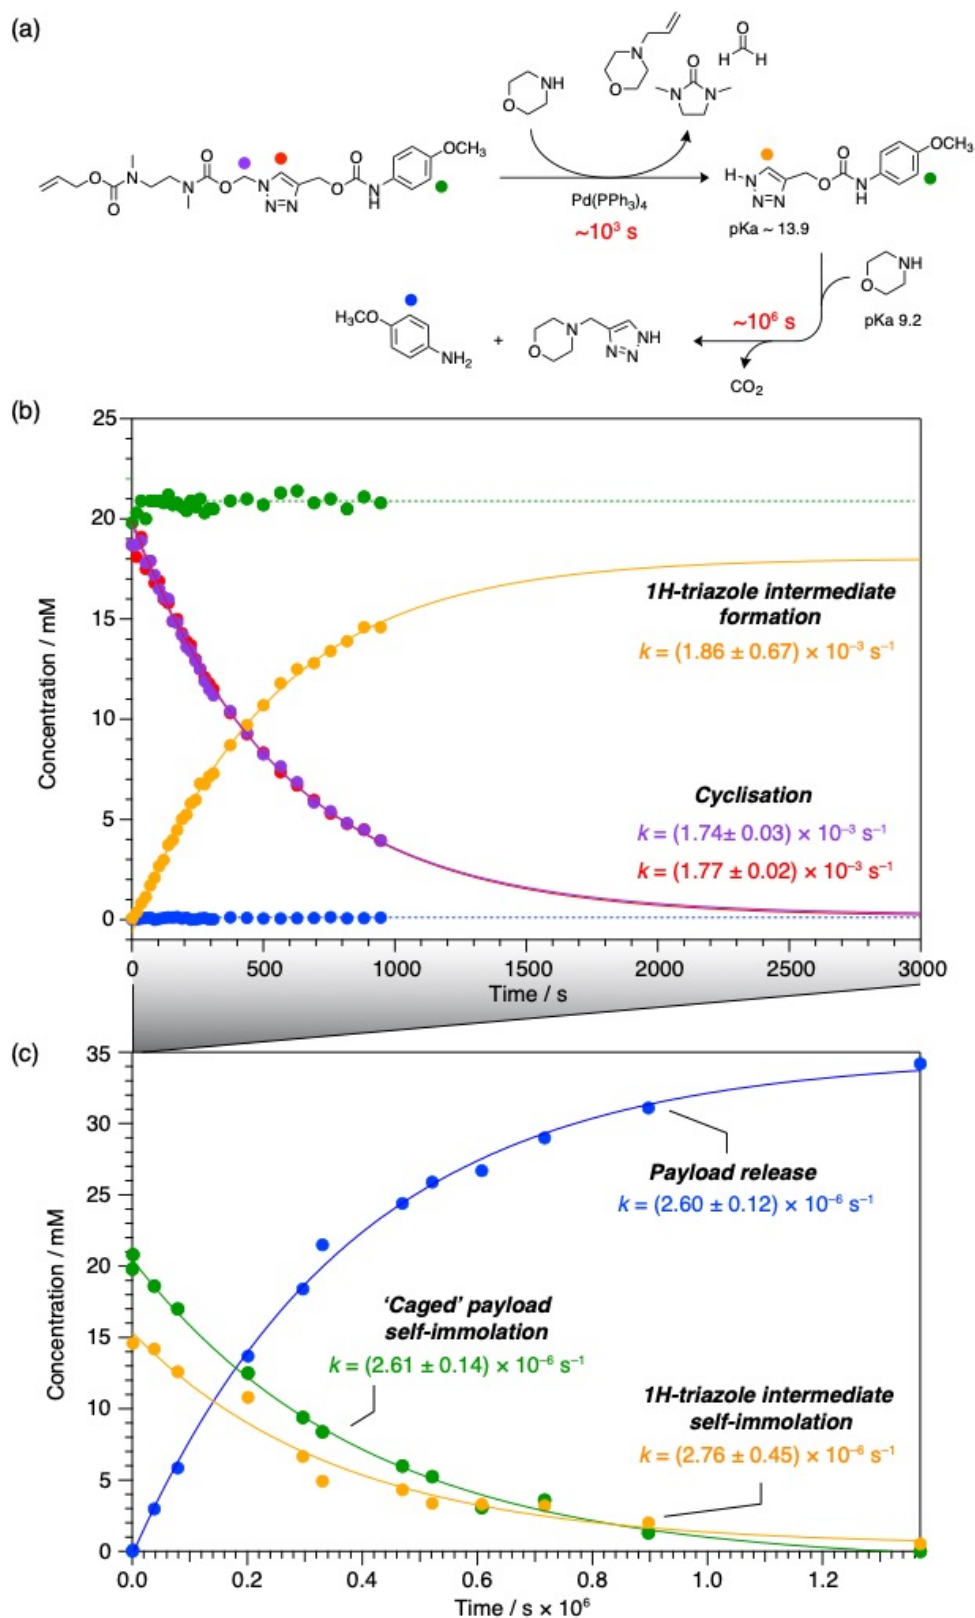 (a)
O
NH
N
O
O
N
N
O
H
H
O
O
N
O
N
O
O
N
N=N
O
O
N
H
OCH₃
Pd(PPh₃)₄
~10³ s
H
N
N=N
O
O
N
H
OCH₃
pKa ~ 13.9
O
NH
pKa 9.2
~10⁶ s
H₃CO
NH₂
+
N
O
NH
N=N
CO₂
(b)
25
20
15
10
5
0
Concentration / mM
1H-triazole intermediate
formation
k = (1.86 ± 0.67) × 10⁻³ s⁻¹
Cyclisation
k = (1.74± 0.03) × 10⁻³ s⁻¹
k = (1.77 ± 0.02) × 10⁻³ s⁻¹
0 500 1000 1500 2000 2500 3000
Time / s
(c)
35
30
25
20
15
10
5
0
Concentration / mM
Payload release
k = (2.60 ± 0.12) × 10⁻⁶ s⁻¹
'Caged' payload
self-immolation
k = (2.61 ± 0.14) × 10⁻⁶ s⁻¹
1H-triazole intermediate
self-immolation
k = (2.76 ± 0.45) × 10⁻⁶ s⁻¹
0.0 0.2 0.4 0.6 0.8 1.0 1.2
Time / s × 10⁶